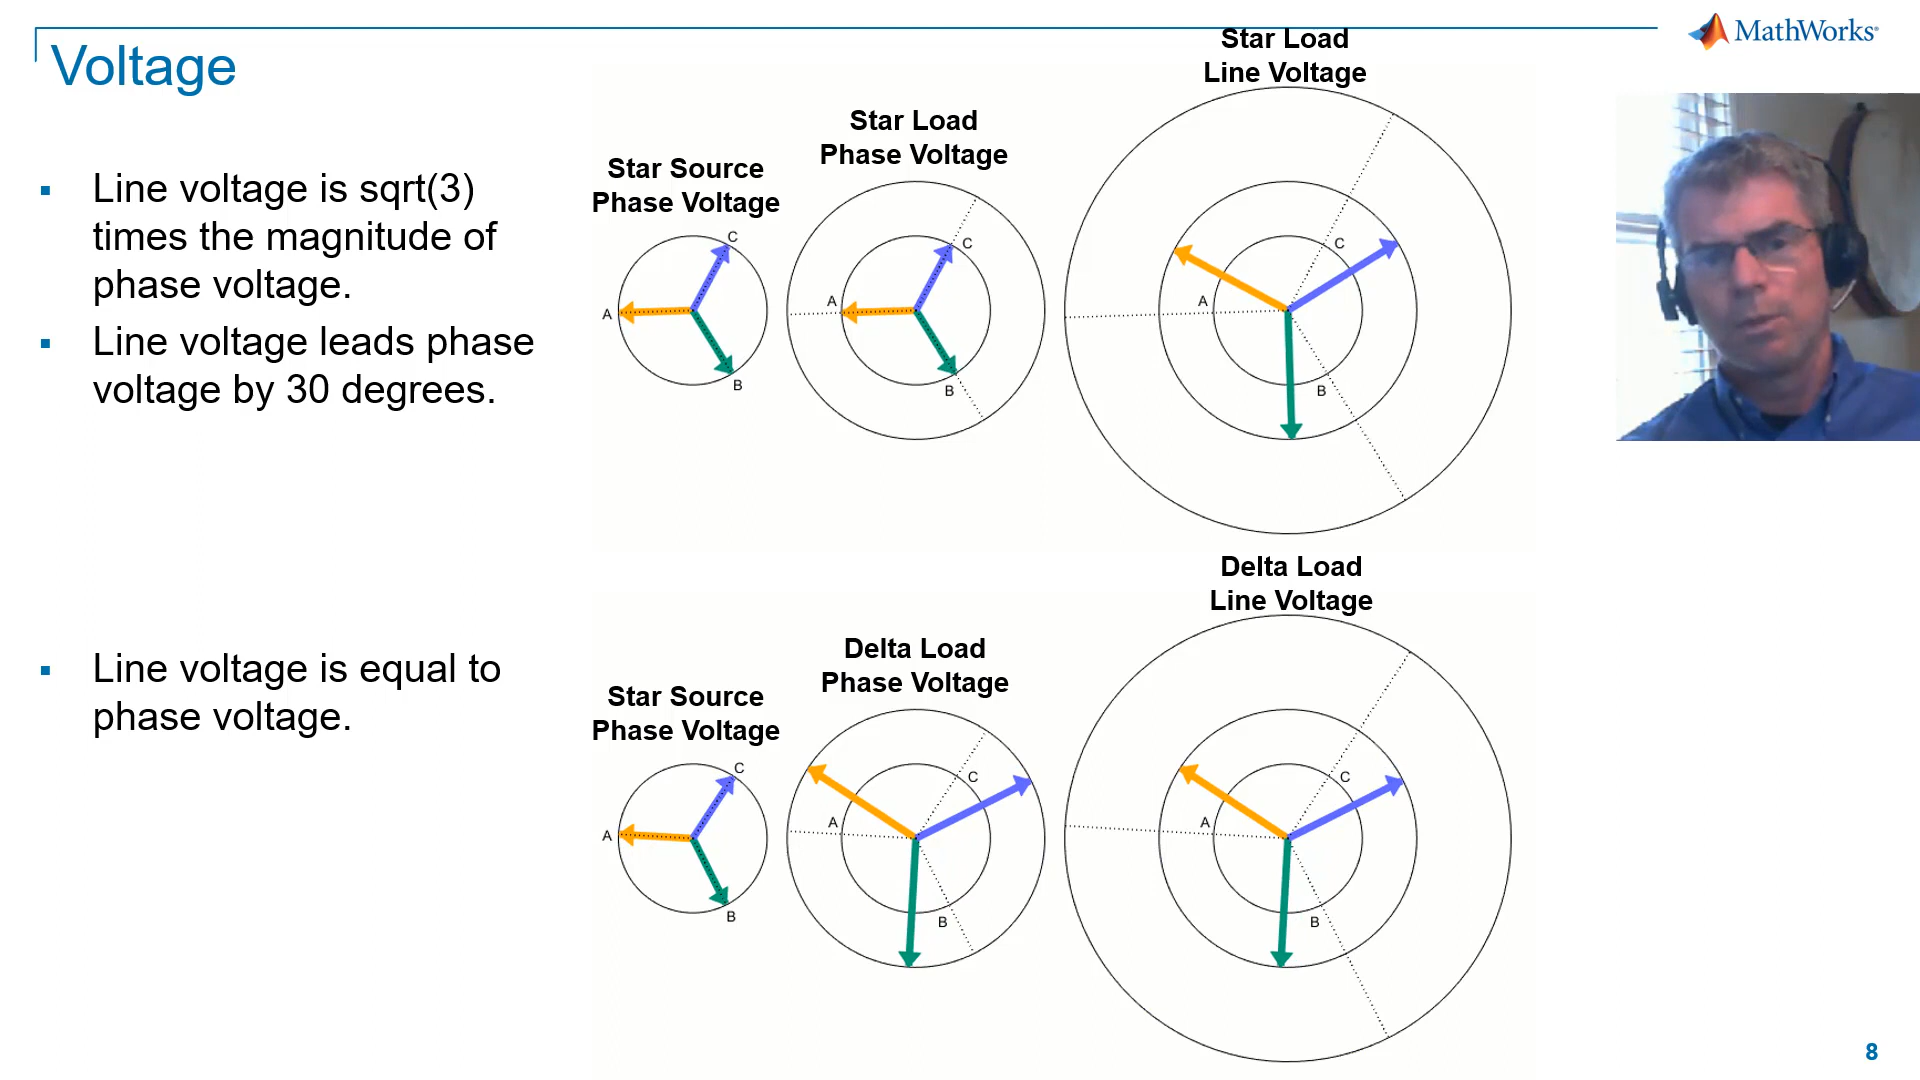 Voltage
MathWorks®
▪ Line voltage is sqrt(3)
times the magnitude of
phase voltage.
▪ Line voltage leads phase
voltage by 30 degrees.
Star Source
Phase Voltage
A
C
B
Star Load
Phase Voltage
A
C
B
Star Load
Line Voltage
A
C
B
▪ Line voltage is equal to
phase voltage.
Star Source
Phase Voltage
A
C
B
Delta Load
Phase Voltage
A
C
B
Delta Load
Line Voltage
A
C
B
8